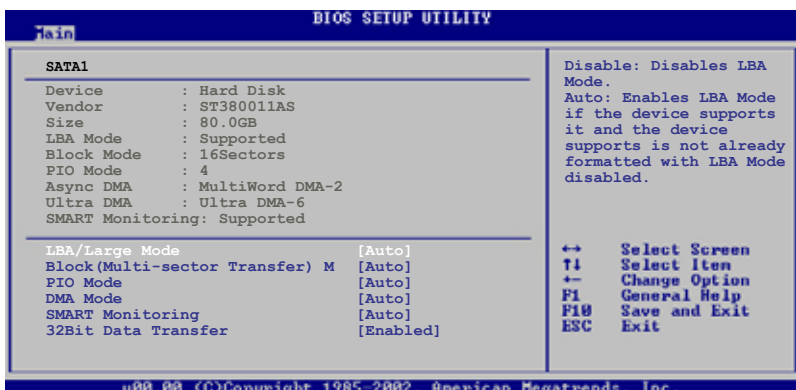 BIOS SETUP UTILITY
Main
SATA1
Device : Hard Disk
Vendor : ST380011AS
Size : 80.0GB
LBA Mode : Supported
Block Mode : 16Sectors
PIO Mode : 4
Async DMA : MultiWord DMA-2
Ultra DMA : Ultra DMA-6
SMART Monitoring: Supported
LBA/Large Mode [Auto]
Block(Multi-sector Transfer) M [Auto]
PIO Mode [Auto]
DMA Mode [Auto]
SMART Monitoring [Auto]
32Bit Data Transfer [Enabled]
Disable: Disables LBA
Mode.
Auto: Enables LBA Mode
if the device supports
it and the device
supports is not already
formatted with LBA Mode
disabled.
↔ Select Screen
↑↓ Select Item
+- Change Option
F1 General Help
F10 Save and Exit
ESC Exit
v00.00 (C)Copyright 1985-2002, American Megatrends, Inc.